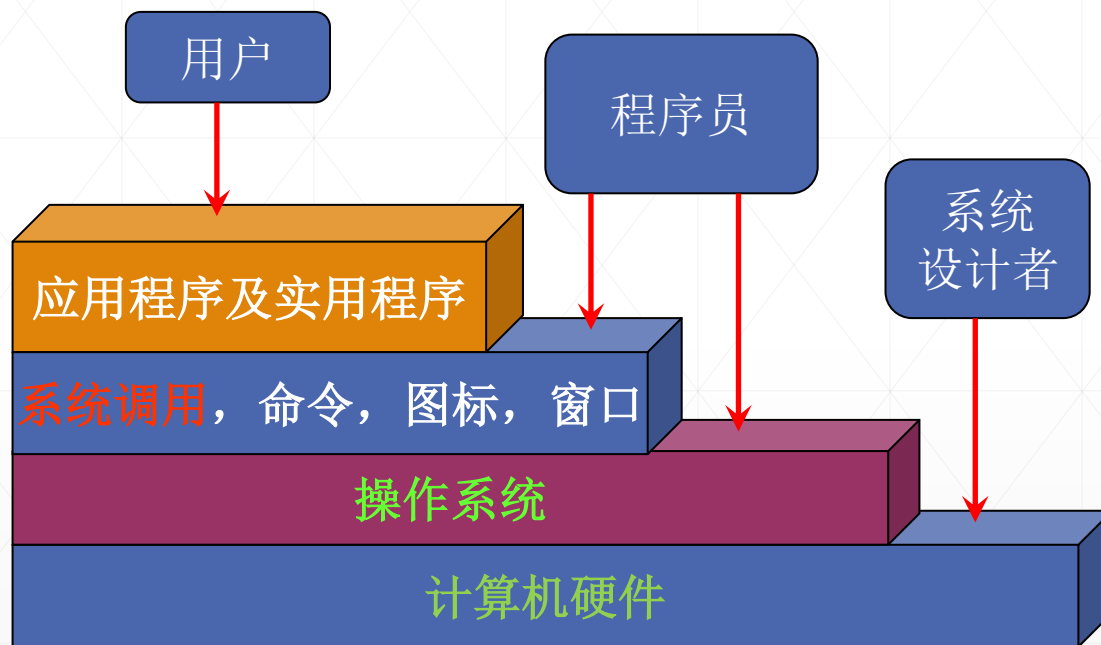 用户
程序员
系统
设计者
应用程序及实用程序
系统调用，命令，图标，窗口
操作系统
计算机硬件